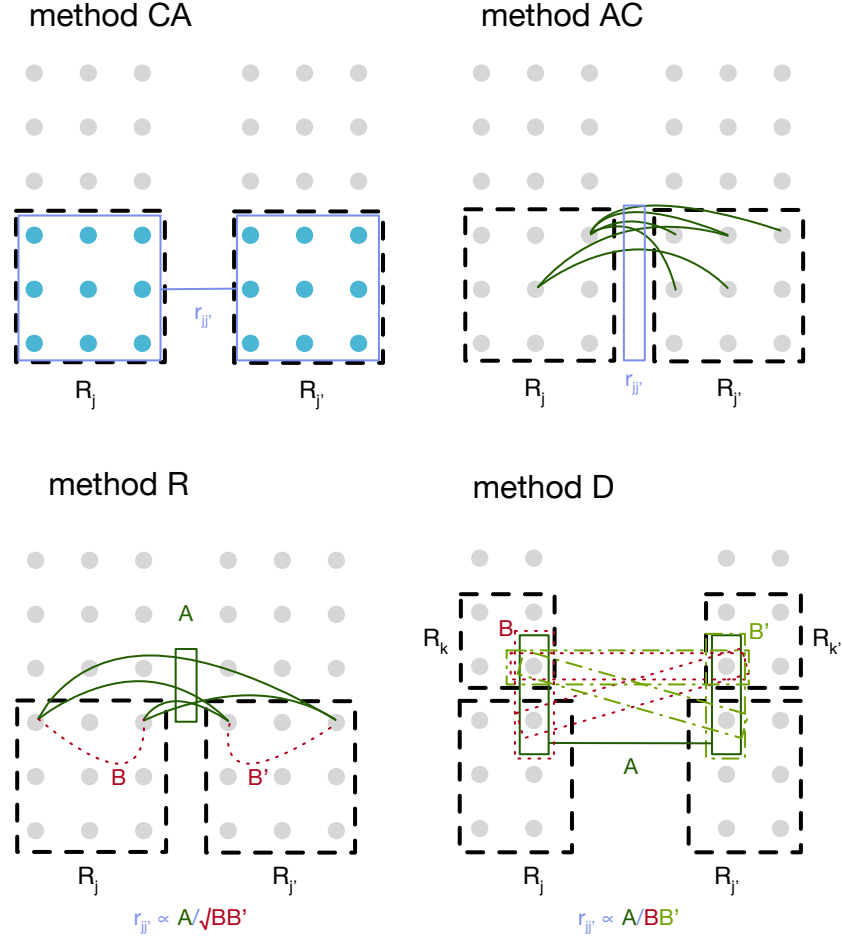 method CA
method AC
r_jj'
R_j R_j'
R_j r_jj' R_j'
method R
method D
A
B B'
R_k R_k'
B B'
A
R_j R_j'
R_j R_j'
r_jj' ∝ A/√BB'
r_jj' ∝ A/BB'